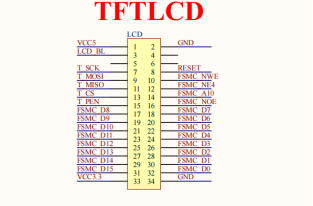 TFTLCD
LCD
VCC5 1 2 GND
LCD_BL 3 4
5 6
T_SCK 7 8 RESET
T_MOSI 9 10 FSMC_NWE
T_MISO 11 12 FSMC_NE4
T_CS 13 14 FSMC_A10
T_PEN 15 16 FSMC_NOE
FSMC_D8 17 18 FSMC_D7
FSMC_D9 19 20 FSMC_D6
FSMC_D10 21 22 FSMC_D5
FSMC_D11 23 24 FSMC_D4
FSMC_D12 25 26 FSMC_D3
FSMC_D13 27 28 FSMC_D2
FSMC_D14 29 30 FSMC_D1
FSMC_D15 31 32 FSMC_D0
VCC3.3 33 34 GND